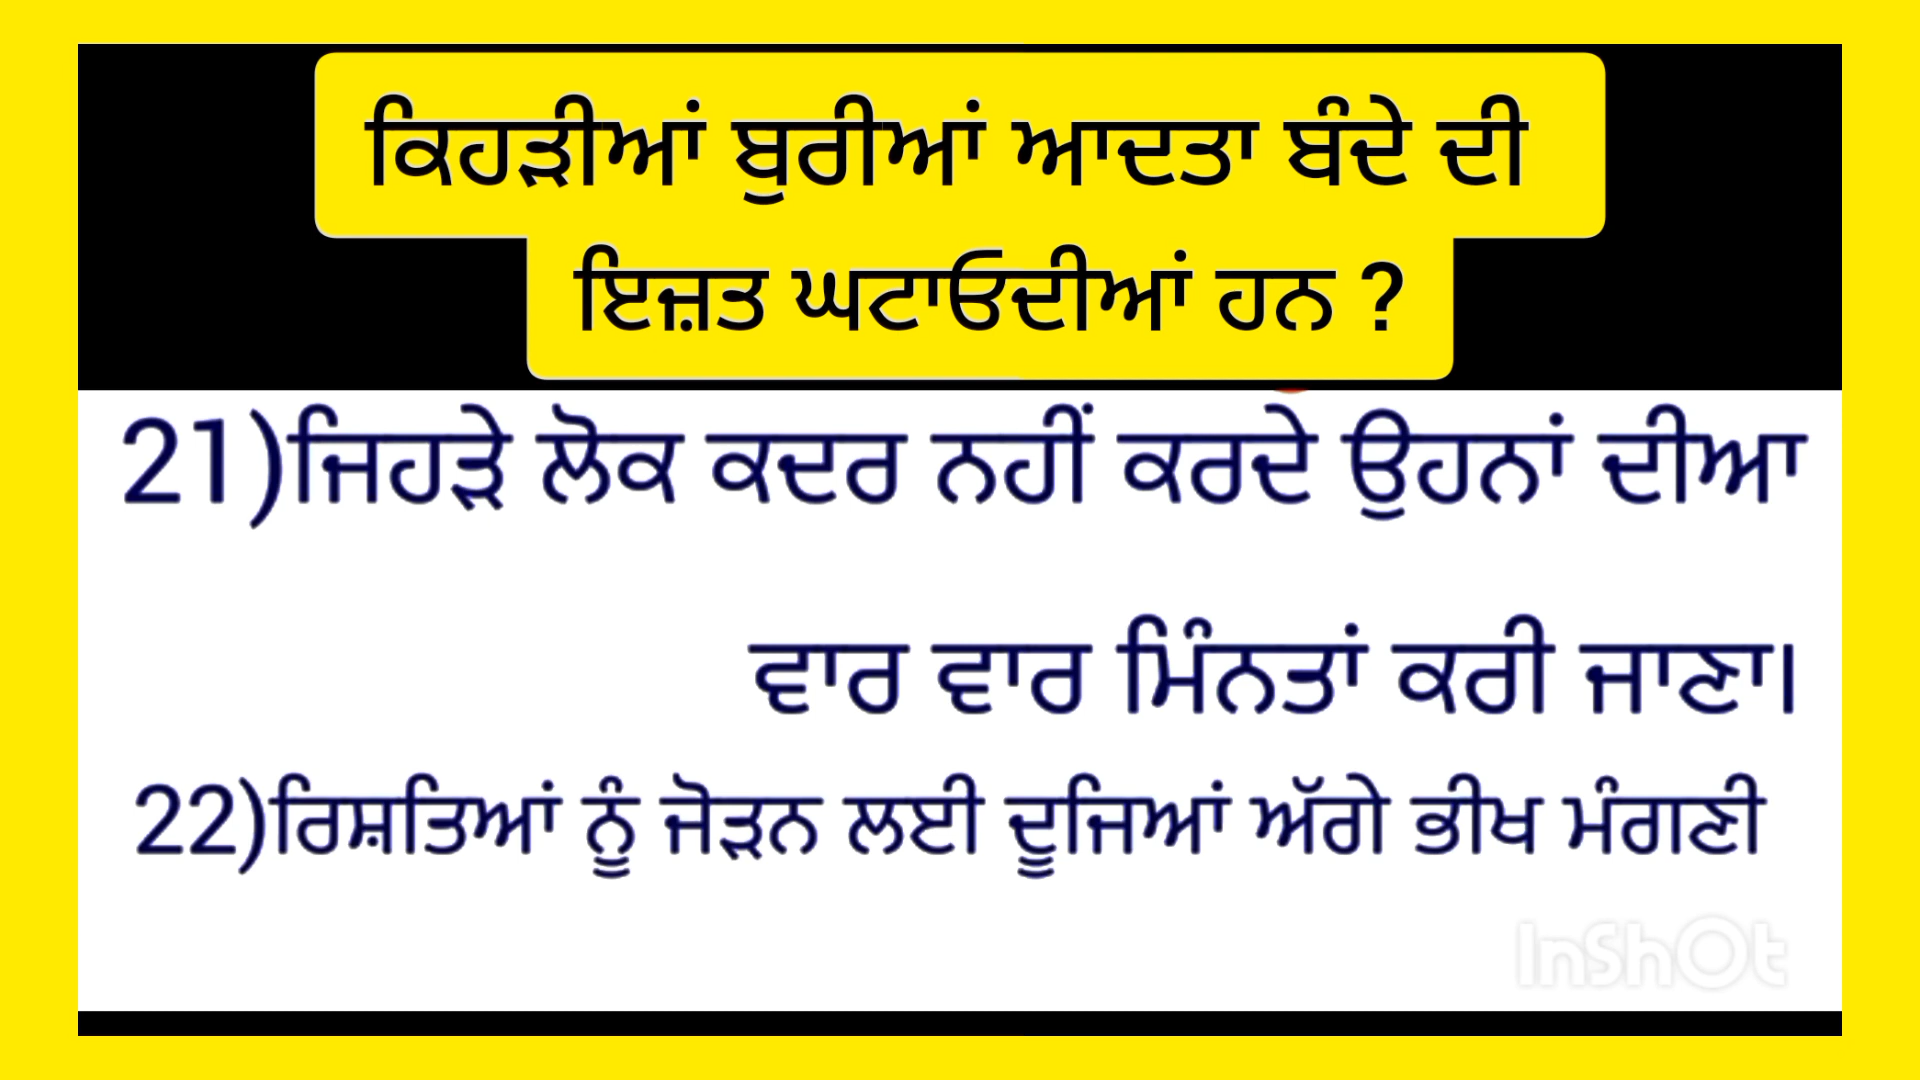 ਕਿਹੜੀਆਂ ਬੁਰੀਆਂ ਆਦਤਾ ਬੰਦੇ ਦੀ
ਇਜ਼ਤ ਘਟਾਓਦੀਆਂ ਹਨ ?
21)ਜਿਹੜੇ ਲੋਕ ਕਦਰ ਨਹੀਂ ਕਰਦੇ ਉਹਨਾਂ ਦੀਆ
ਵਾਰ ਵਾਰ ਮਿੰਨਤਾਂ ਕਰੀ ਜਾਣਾ।
22)ਰਿਸ਼ਤਿਆਂ ਨੂੰ ਜੋੜਨ ਲਈ ਦੂਜਿਆਂ ਅੱਗੇ ਭੀਖ ਮੰਗਣੀ
InShOt